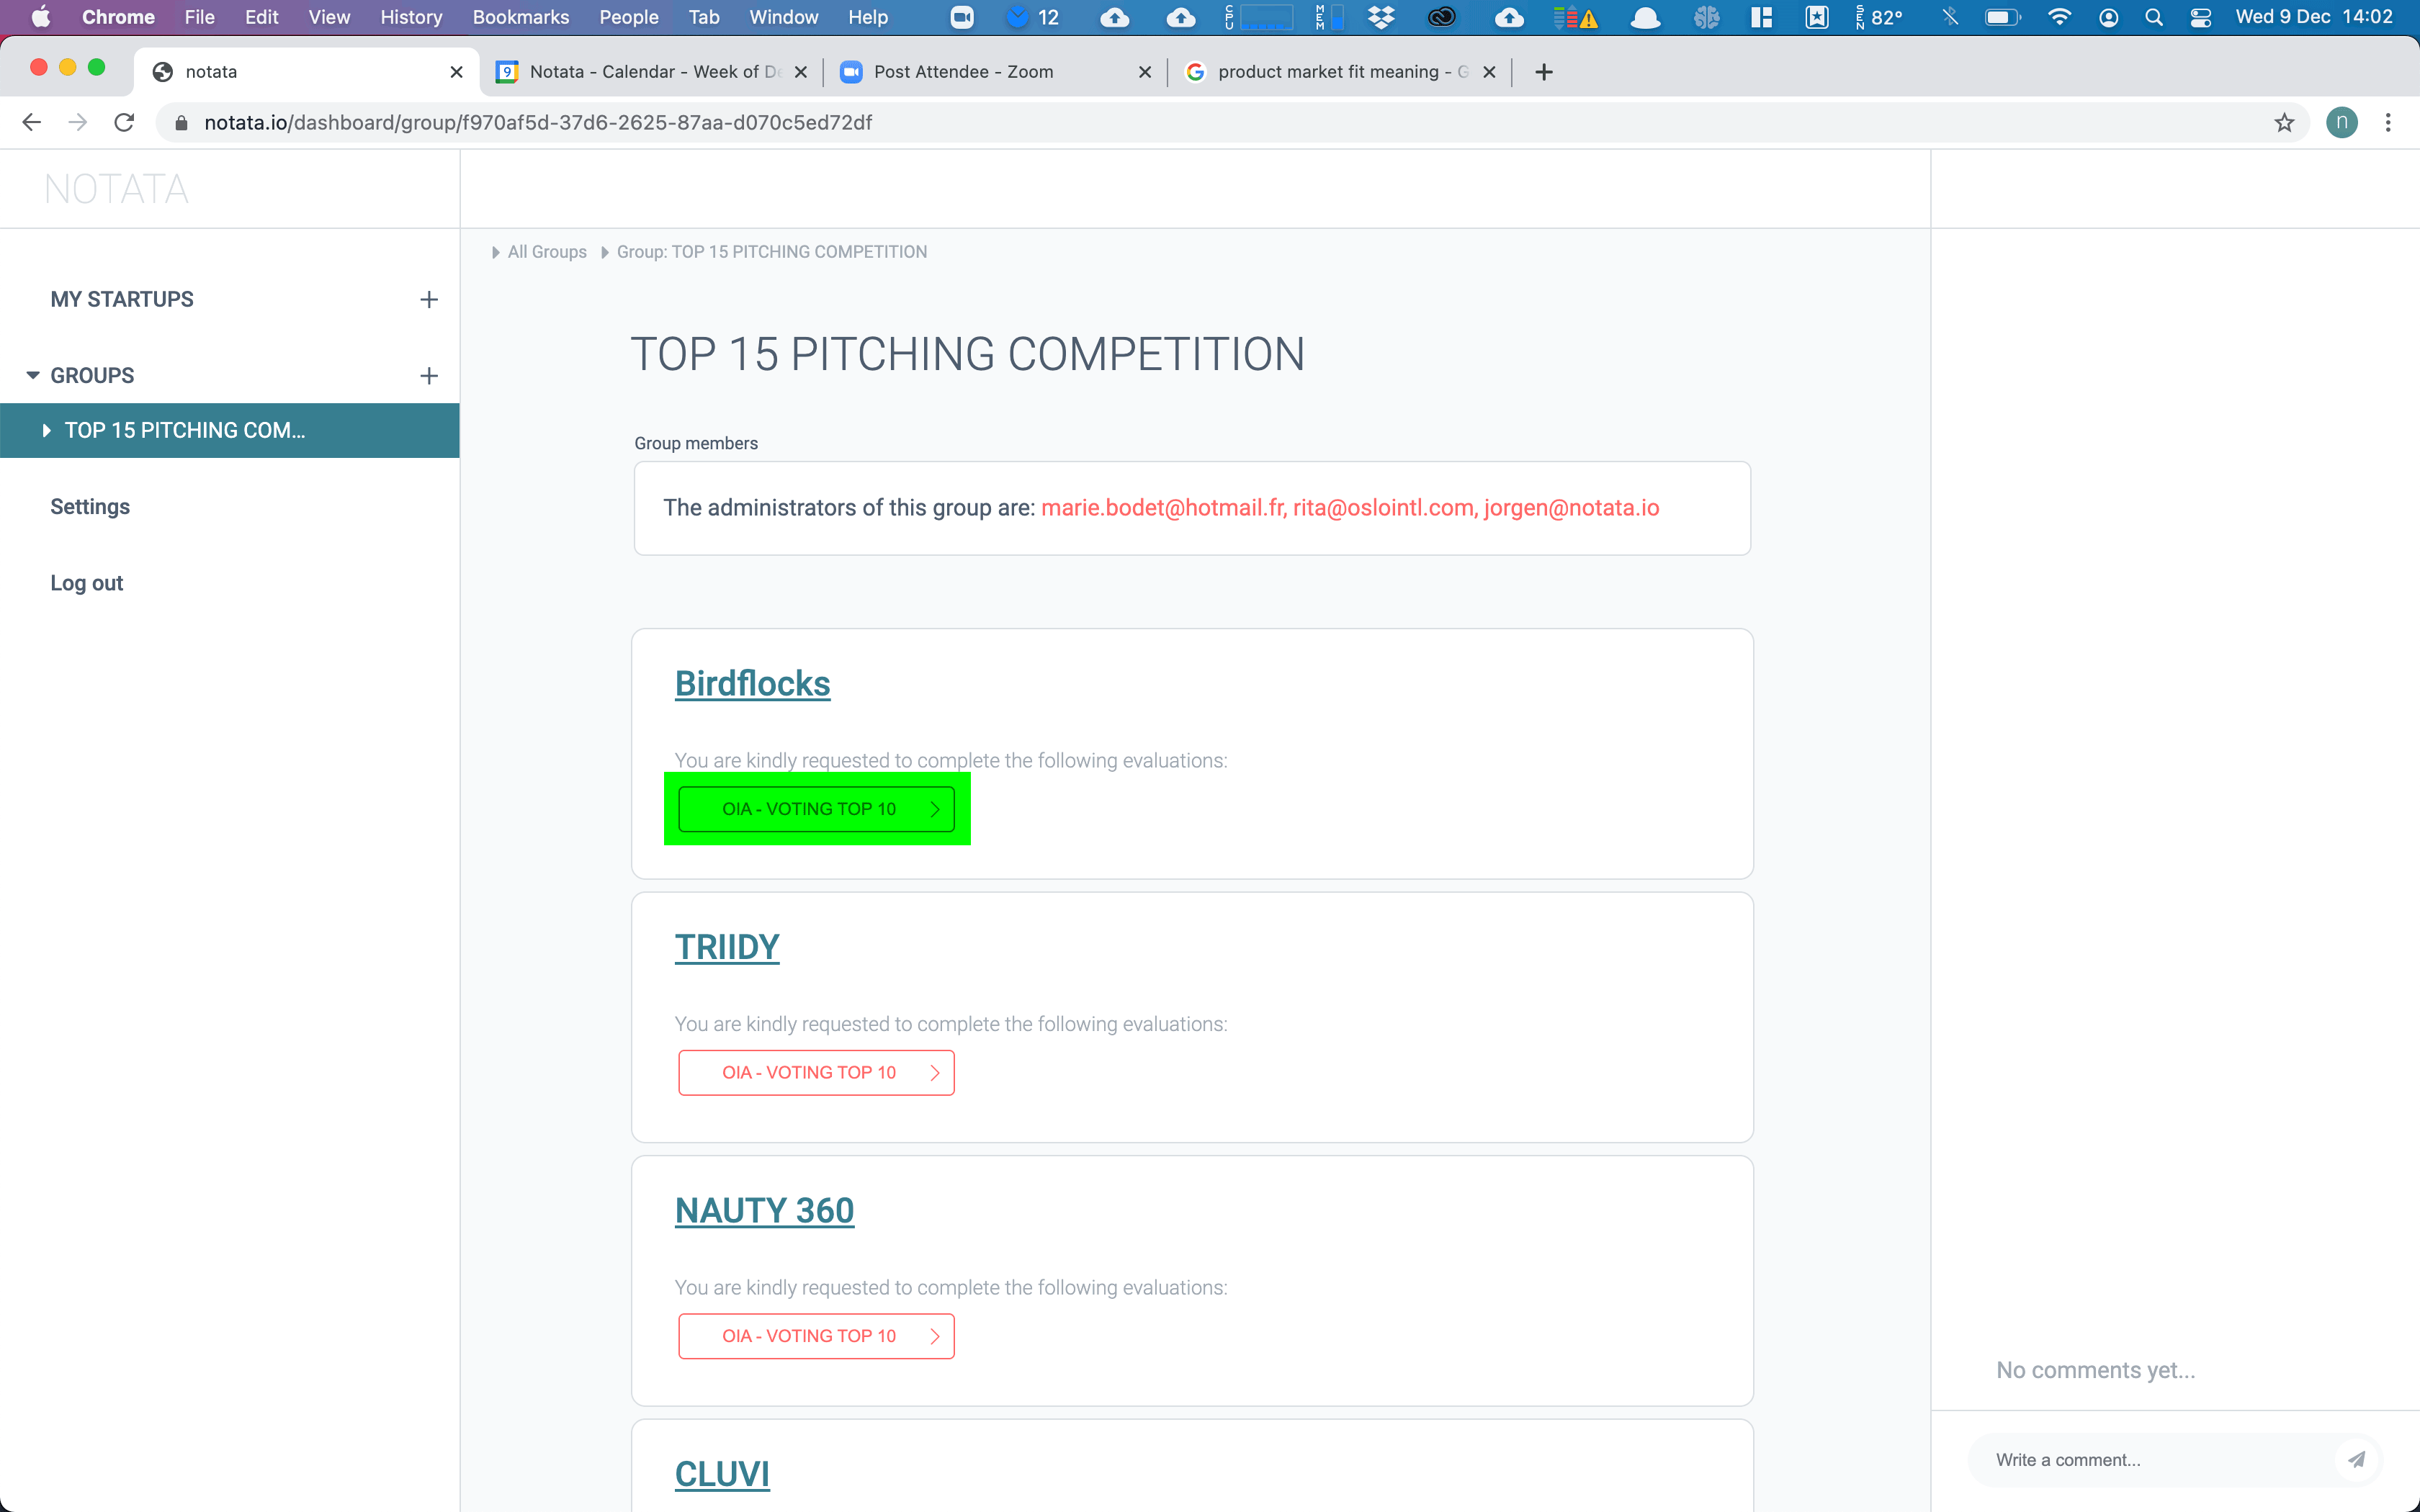 Chrome File Edit View History Bookmarks People Tab Window Help 12 CPU MEM SEN 82° Wed 9 Dec 14:02
notata 9 Notata - Calendar - Week of De Post Attendee - Zoom product market fit meaning - G
notata.io/dashboard/group/f970af5d-37d6-2625-87aa-d070c5ed72df n
NOTATA
All Groups Group: TOP 15 PITCHING COMPETITION
MY STARTUPS
GROUPS
TOP 15 PITCHING COM...
Settings
Log out
TOP 15 PITCHING COMPETITION
Group members
The administrators of this group are: marie.bodet@hotmail.fr, rita@oslointl.com, jorgen@notata.io
Birdflocks
You are kindly requested to complete the following evaluations:
OIA - VOTING TOP 10
TRIIDY
You are kindly requested to complete the following evaluations:
OIA - VOTING TOP 10
NAUTY 360
You are kindly requested to complete the following evaluations:
OIA - VOTING TOP 10
CLUVI
No comments yet...
Write a comment...